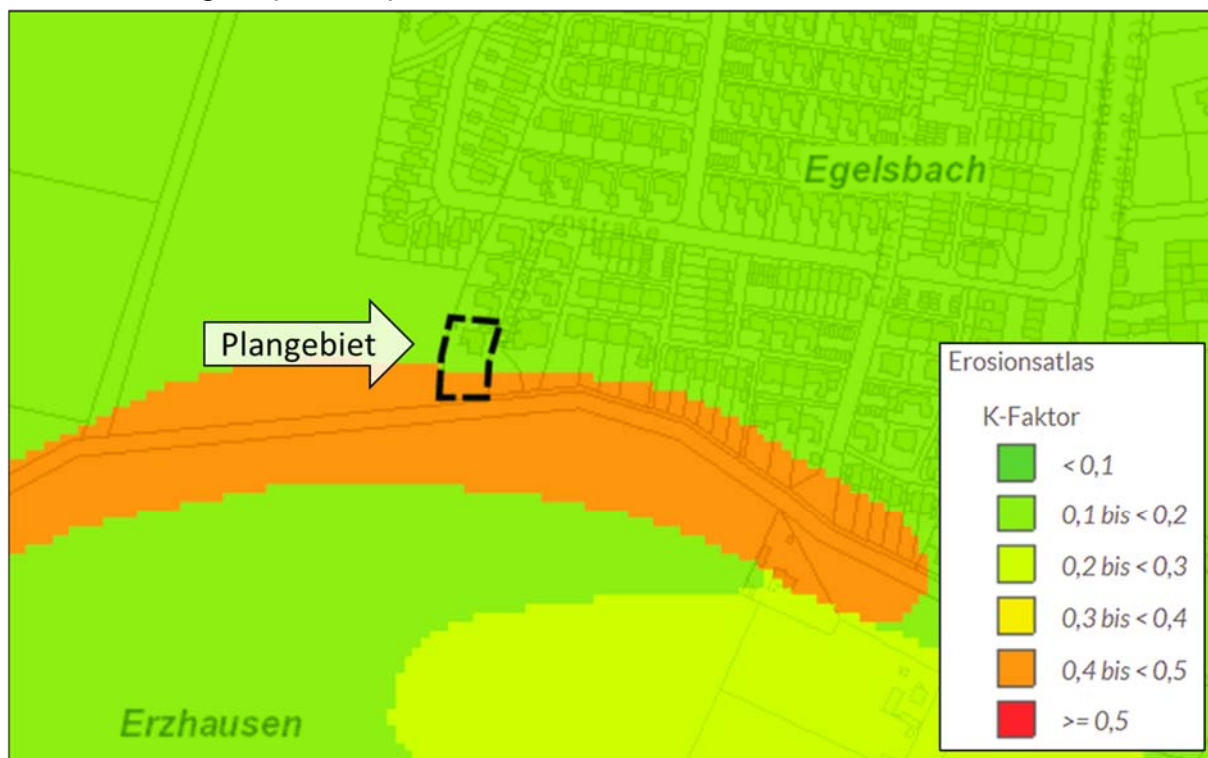 Egelsbach
Plangebiet
Erosionsatlas
K-Faktor
< 0,1
0,1 bis < 0,2
0,2 bis < 0,3
0,3 bis < 0,4
0,4 bis < 0,5
>= 0,5
Erzhausen